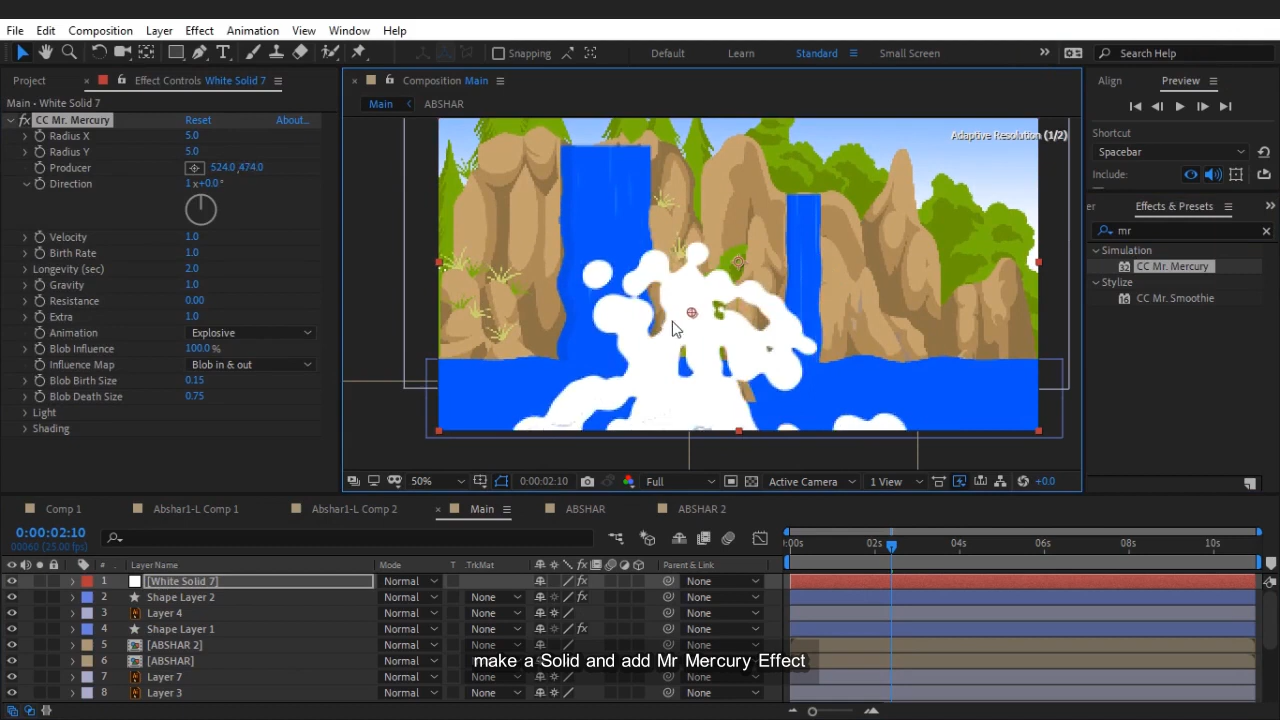 File Edit Composition Layer Effect Animation View Window Help
Snapping Default Learn Standard Small Screen Search Help
Project Effect Controls White Solid 7 Composition Main Align Preview
Main - White Solid 7 Main ABSHAR
CC Mr. Mercury Reset About...
Radius X 5.0
Radius Y 5.0
Producer 524.0,474.0
Direction 1x+0.0°
Velocity 1.0
Birth Rate 1.0
Longevity (sec) 2.0
Gravity 1.0
Resistance 0.00
Extra 1.0
Animation Explosive
Blob Influence 100.0 %
Influence Map Blob in & out
Blob Birth Size 0.15
Blob Death Size 0.75
Light
Shading
Adaptive Resolution (1/2)
50% 0:00:02:10 Full Active Camera 1 View +0.0
Shortcut
Spacebar
Include:
Effects & Presets
mr
Simulation
CC Mr. Mercury
Stylize
CC Mr. Smoothie
Comp 1 Abshar1-L Comp 1 Abshar1-L Comp 2 Main ABSHAR ABSHAR 2
0:00:02:10
00060 (25.00 fps)
:00s 02s 04s 06s 08s 10s
# Layer Name Mode T .TrkMat Parent & Link
1 [White Solid 7] Normal None
2 Shape Layer 2 Normal None None
3 Layer 4 Normal None None
4 Shape Layer 1 Normal None None
5 [ABSHAR 2] Normal None None
6 [ABSHAR] Normal None None
7 Layer 7 Normal None None
8 Layer 3 Normal None None
make a Solid and add Mr Mercury Effect